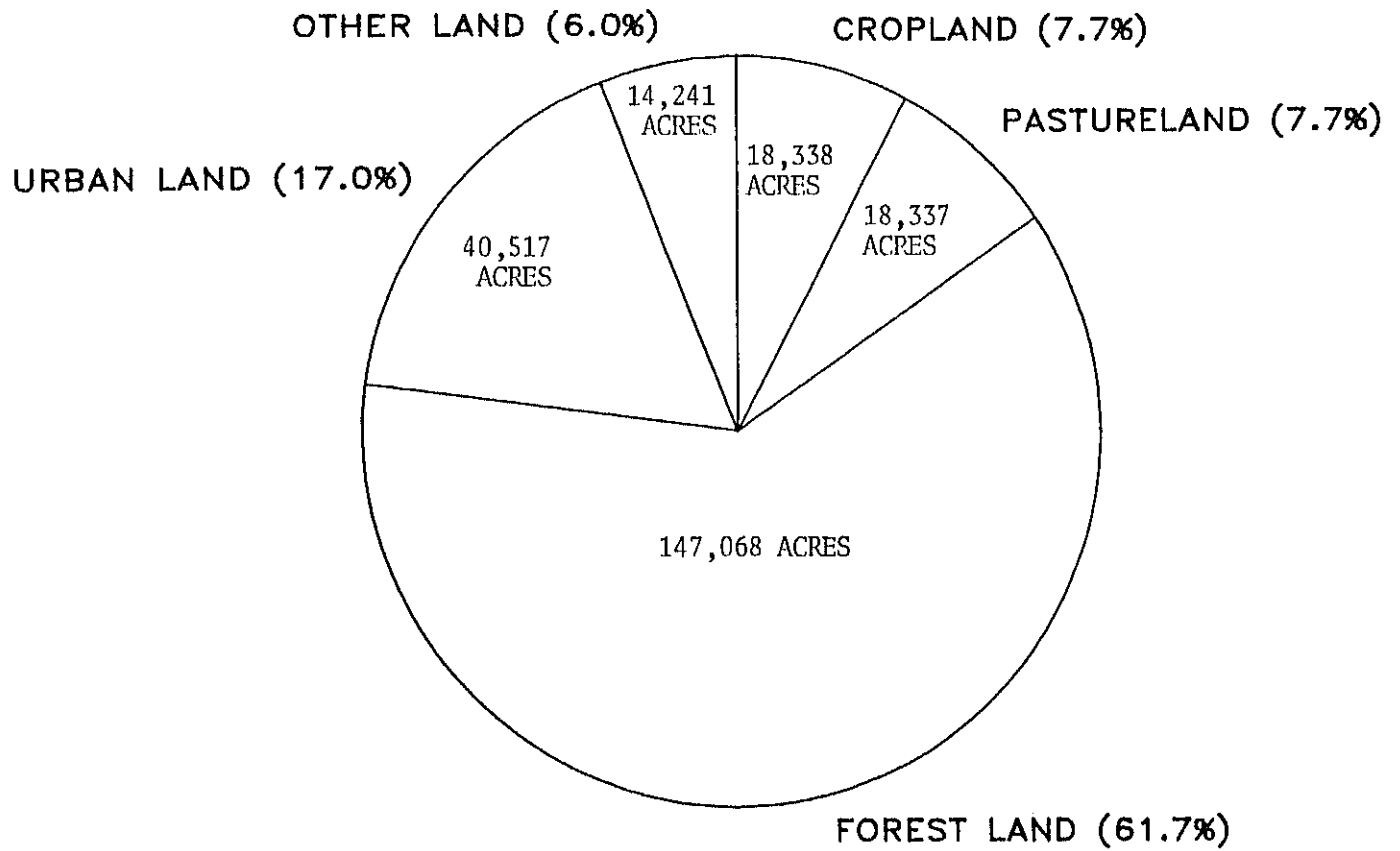 OTHER LAND (6.0%)
CROPLAND (7.7%)
14,241
ACRES
PASTURELAND (7.7%)
18,338
ACRES
URBAN LAND (17.0%)
18,337
ACRES
40,517
ACRES
147,068 ACRES
FOREST LAND (61.7%)